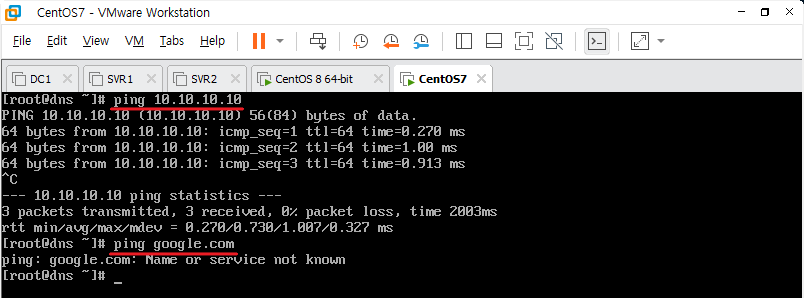 CentOS7 - VMware Workstation
File Edit View VM Tabs Help
DC1 SVR1 SVR2 CentOS 8 64-bit CentOS7
[root@dns ~]# ping 10.10.10.10
PING 10.10.10.10 (10.10.10.10) 56(84) bytes of data.
64 bytes from 10.10.10.10: icmp_seq=1 ttl=64 time=0.270 ms
64 bytes from 10.10.10.10: icmp_seq=2 ttl=64 time=1.00 ms
64 bytes from 10.10.10.10: icmp_seq=3 ttl=64 time=0.913 ms
^C
--- 10.10.10.10 ping statistics ---
3 packets transmitted, 3 received, 0% packet loss, time 2003ms
rtt min/avg/max/mdev = 0.270/0.730/1.007/0.327 ms
[root@dns ~]# ping google.com
ping: google.com: Name or service not known
[root@dns ~]# _